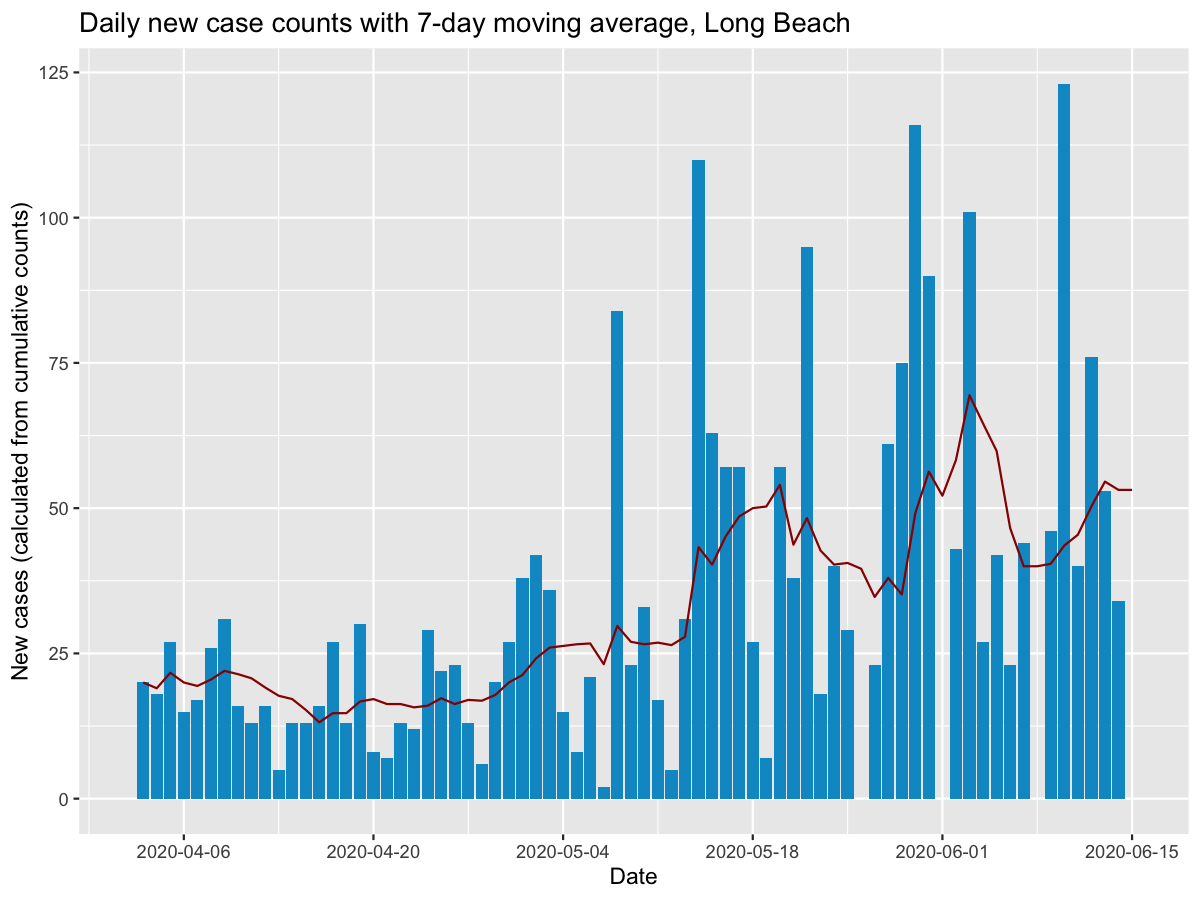 Daily new case counts with 7-day moving average, Long Beach
New cases (calculated from cumulative counts)
125
100
75
50
25
0
2020-04-06 2020-04-20 2020-05-04 2020-05-18 2020-06-01 2020-06-15
Date